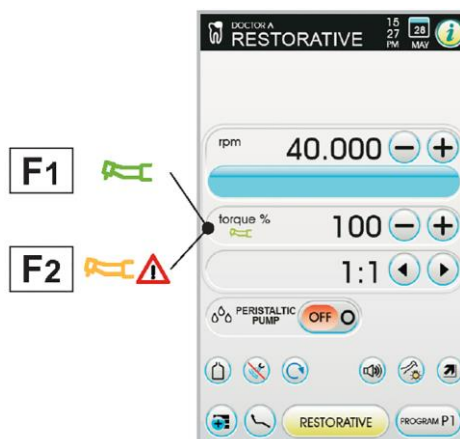 DOCTOR A
RESTORATIVE
15
27
PM
28
MAY
i
F1
F2
rpm
40.000
torque %
100
1:1
PERISTALTIC
PUMP
OFF
RESTORATIVE
PROGRAM P1